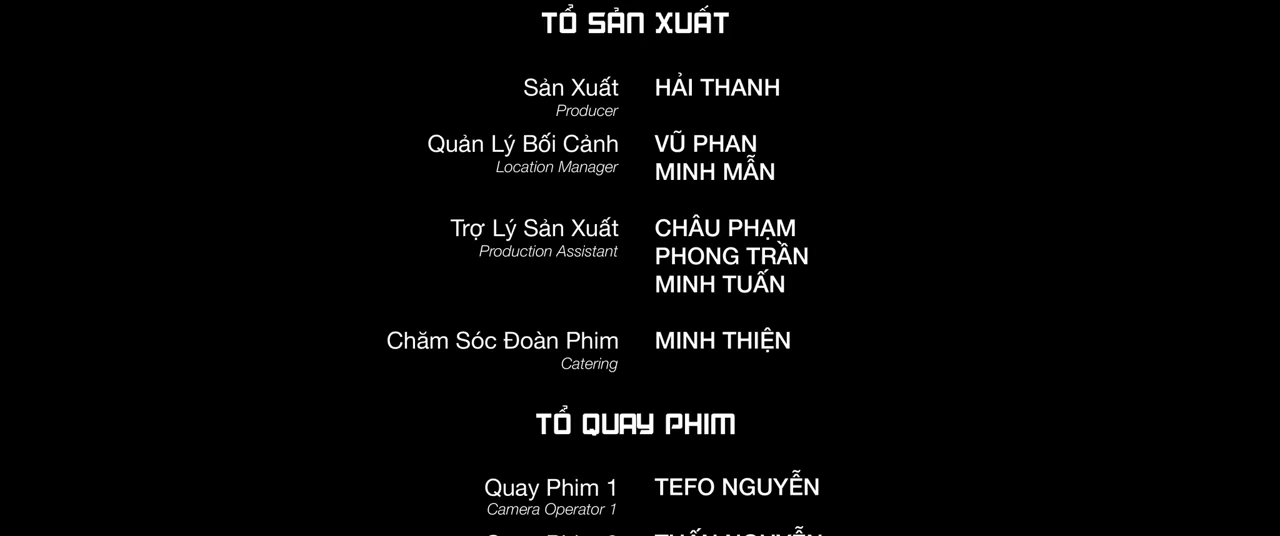 TỔ SẢN XUẤT
Sản Xuất HẢI THANH
Producer
Quản Lý Bối Cảnh VŨ PHAN
Location Manager
MINH MẪN
Trợ Lý Sản Xuất CHÂU PHẠM
Production Assistant
PHONG TRẦN
MINH TUẤN
Chăm Sóc Đoàn Phim MINH THIỆN
Catering
TỔ QUAY PHIM
Quay Phim 1 TEFO NGUYỄN
Camera Operator 1